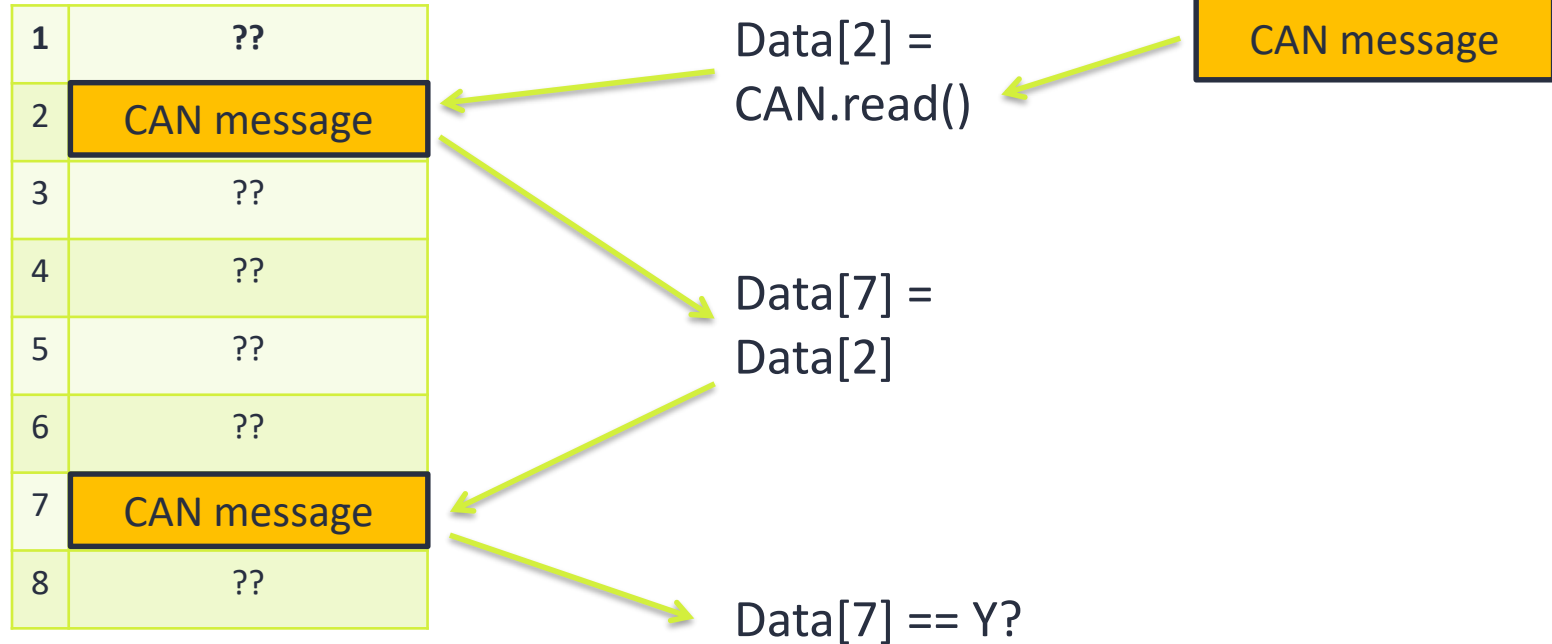 1 ??
2 CAN message
3 ??
4 ??
5 ??
6 ??
7 CAN message
8 ??
Data[2] =
CAN.read()
Data[7] =
Data[2]
Data[7] == Y?
CAN message